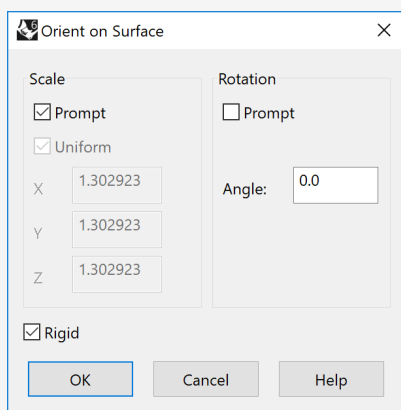 6
Orient on Surface
Scale
Prompt
Uniform
X 1.302923
Y 1.302923
Z 1.302923
Rotation
Prompt
Angle: 0.0
Rigid
OK Cancel Help